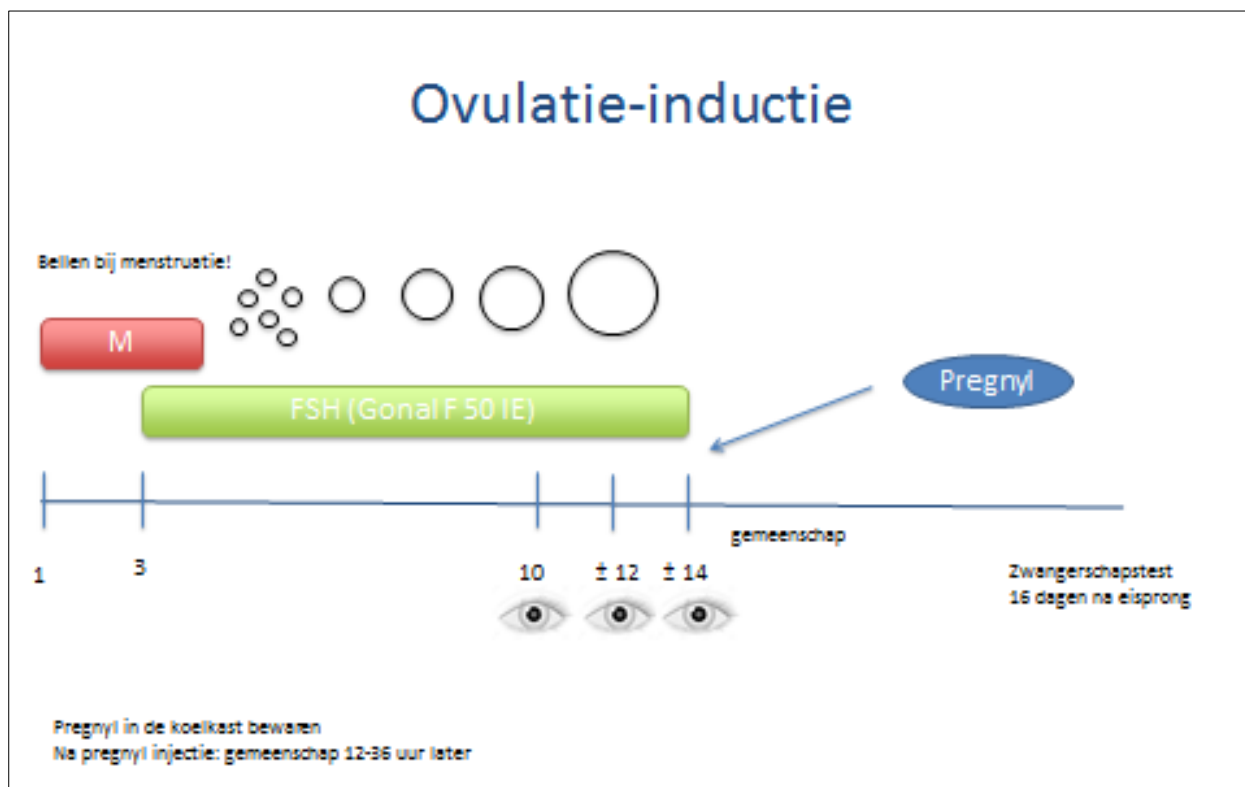 Ovulatie-inductie
Bellen bij menstruatie!
M
FSH (Gonal F 50 IE)
Pregnyl
gemeenschap
1
3
10
± 12
± 14
Zwangerschapstest
16 dagen na eisprong
Pregnyl in de koelkast bewaren
Na pregnyl injectie: gemeenschap 12-36 uur later